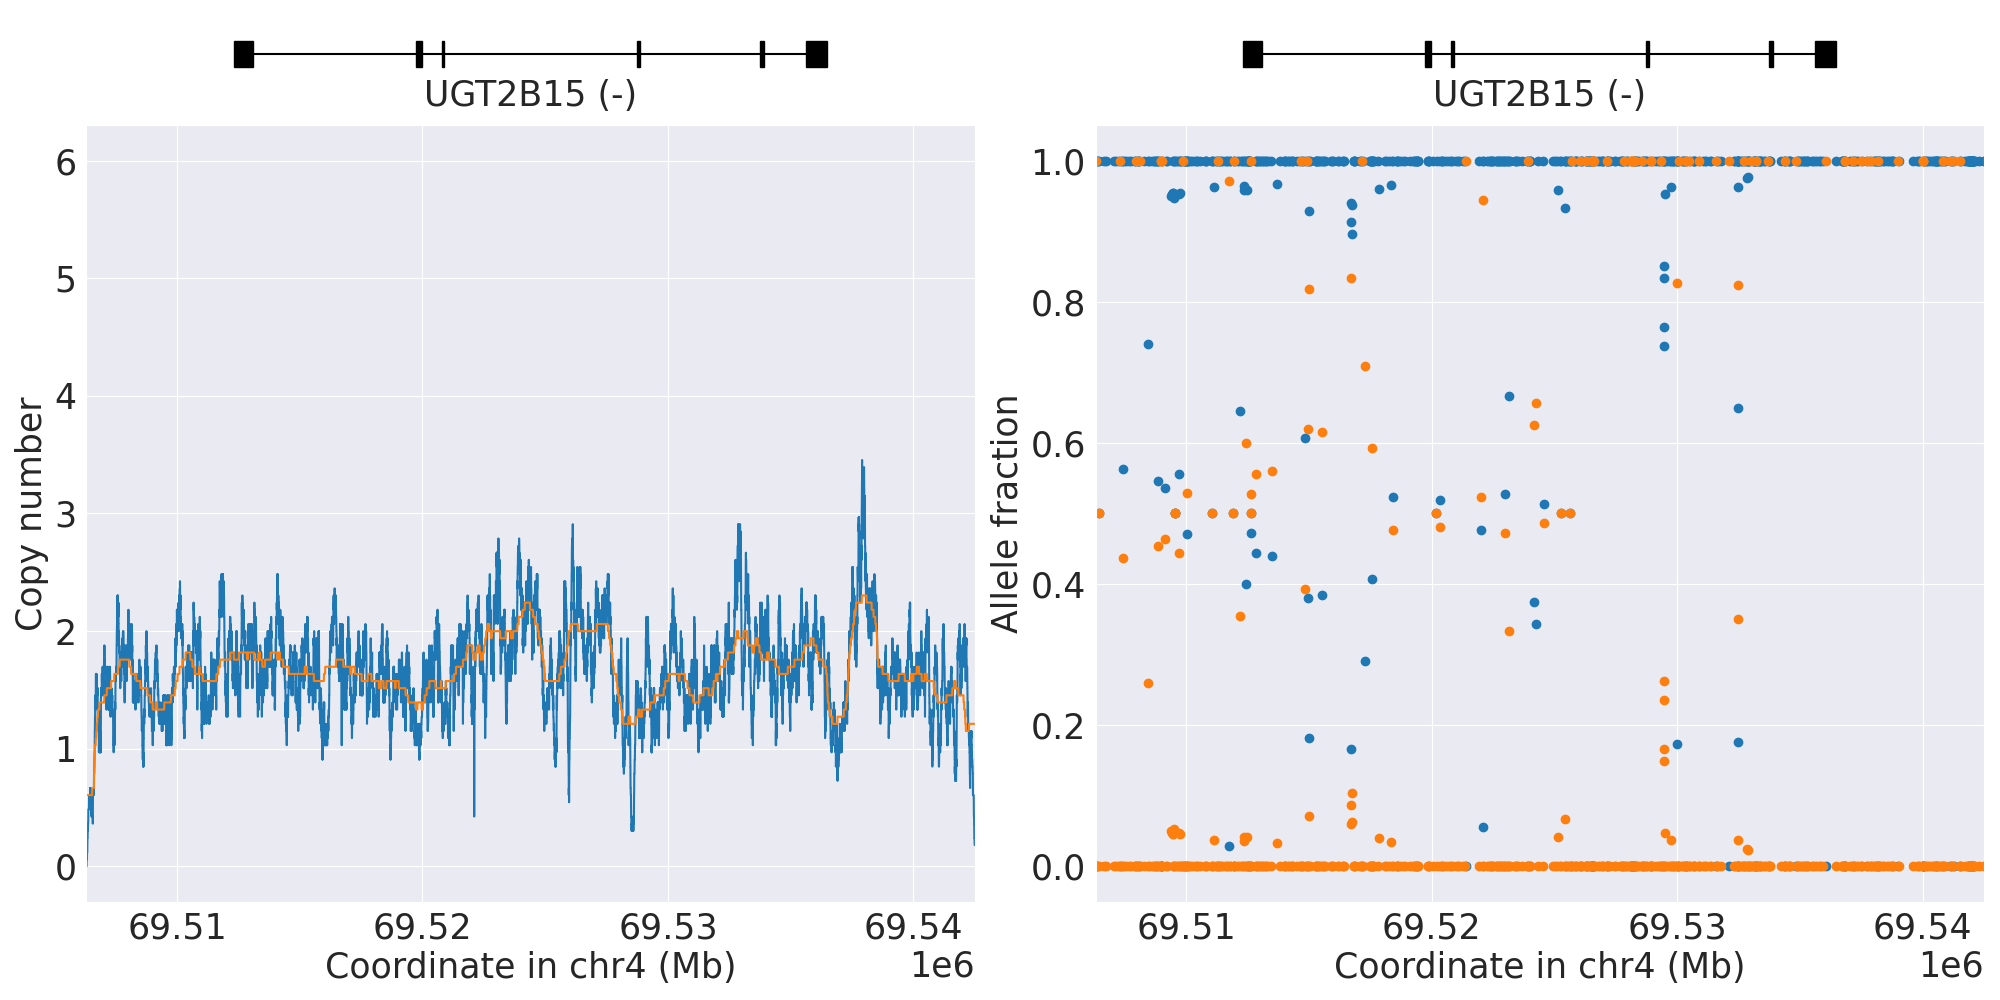 UGT2B15 (-)
6
5
4
3
2
1
0
Copy number
69.51 69.52 69.53 69.54
Coordinate in chr4 (Mb)
1e6
UGT2B15 (-)
1.0
0.8
0.6
0.4
0.2
0.0
Allele fraction
69.51 69.52 69.53 69.54
Coordinate in chr4 (Mb)
1e6